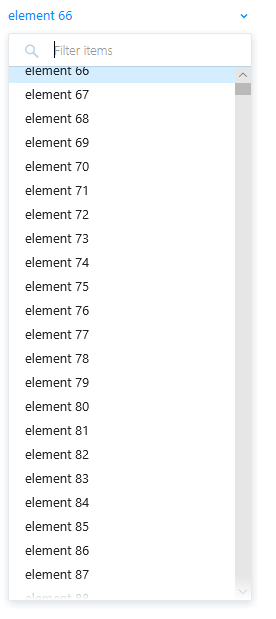 element 66
Filter items
element 66
element 67
element 68
element 69
element 70
element 71
element 72
element 73
element 74
element 75
element 76
element 77
element 78
element 79
element 80
element 81
element 82
element 83
element 84
element 85
element 86
element 87
element 88